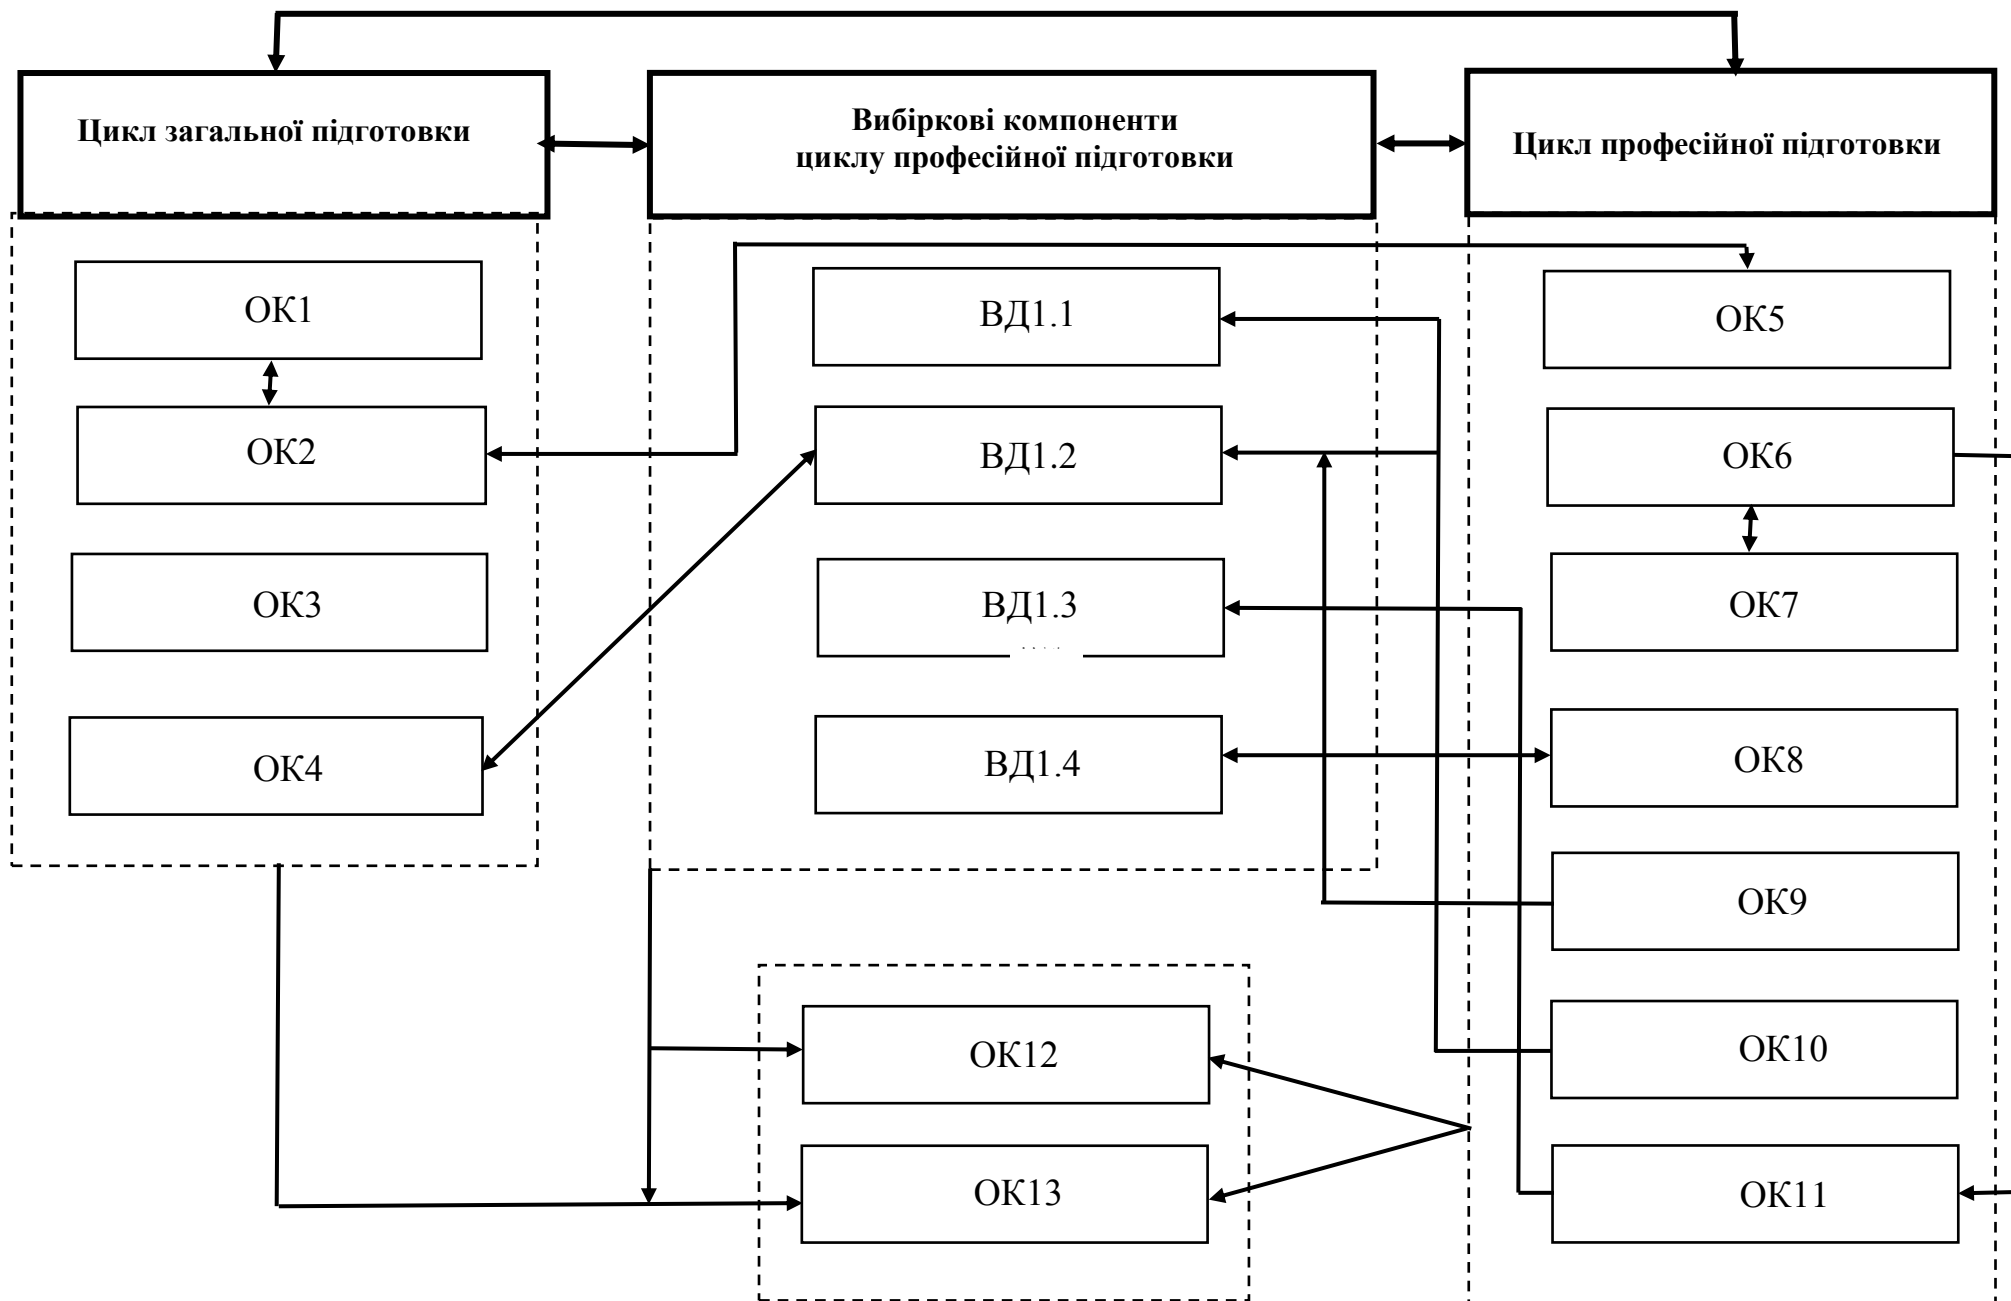 Цикл загальної підготовки
Вибіркові компоненти
циклу професійної підготовки
Цикл професійної підготовки
ОК1
ВД1.1
ОК5
ОК2
ВД1.2
ОК6
ОК3
ВД1.3
ОК7
ОК4
ВД1.4
ОК8
ОК9
ОК12
ОК10
ОК13
ОК11